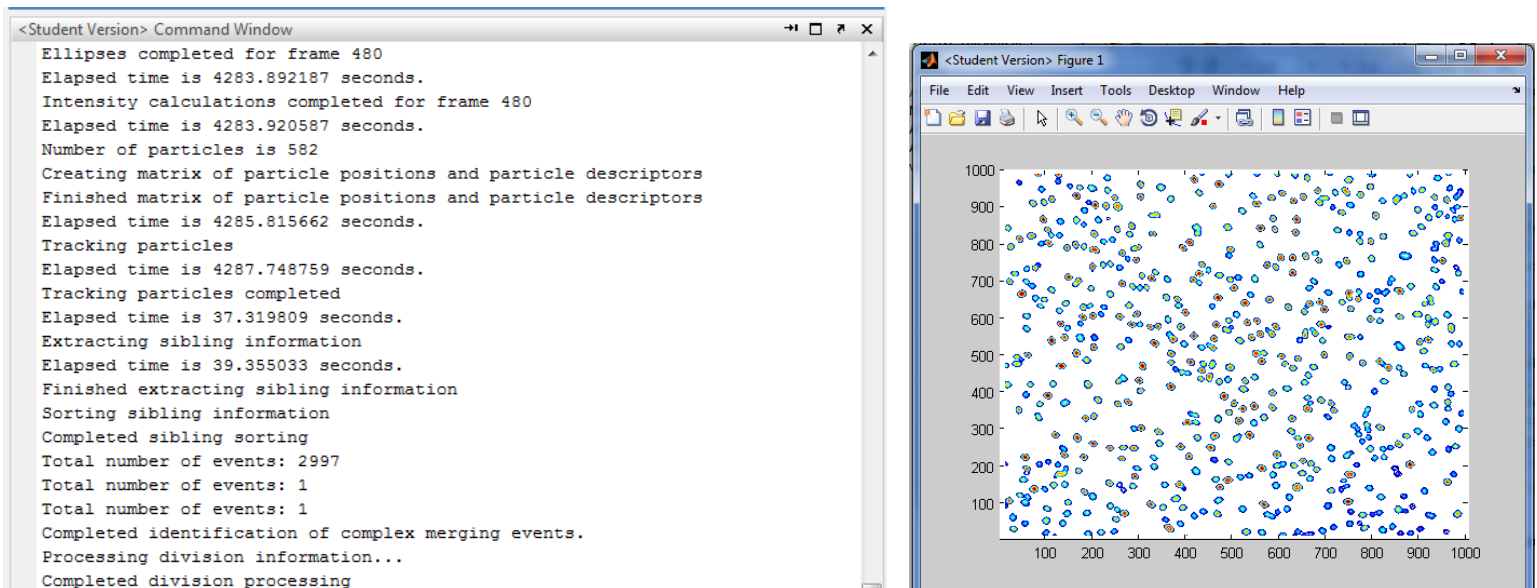 <Student Version> Command Window
Ellipses completed for frame 480
Elapsed time is 4283.892187 seconds.
Intensity calculations completed for frame 480
Elapsed time is 4283.920587 seconds.
Number of particles is 582
Creating matrix of particle positions and particle descriptors
Finished matrix of particle positions and particle descriptors
Elapsed time is 4285.815662 seconds.
Tracking particles
Elapsed time is 4287.748759 seconds.
Tracking particles completed
Elapsed time is 37.319809 seconds.
Extracting sibling information
Elapsed time is 39.355033 seconds.
Finished extracting sibling information
Sorting sibling information
Completed sibling sorting
Total number of events: 2997
Total number of events: 1
Total number of events: 1
Completed identification of complex merging events.
Processing division information...
Completed division processing
<Student Version> Figure 1
File Edit View Insert Tools Desktop Window Help
1000
900
800
700
600
500
400
300
200
100
100 200 300 400 500 600 700 800 900 1000